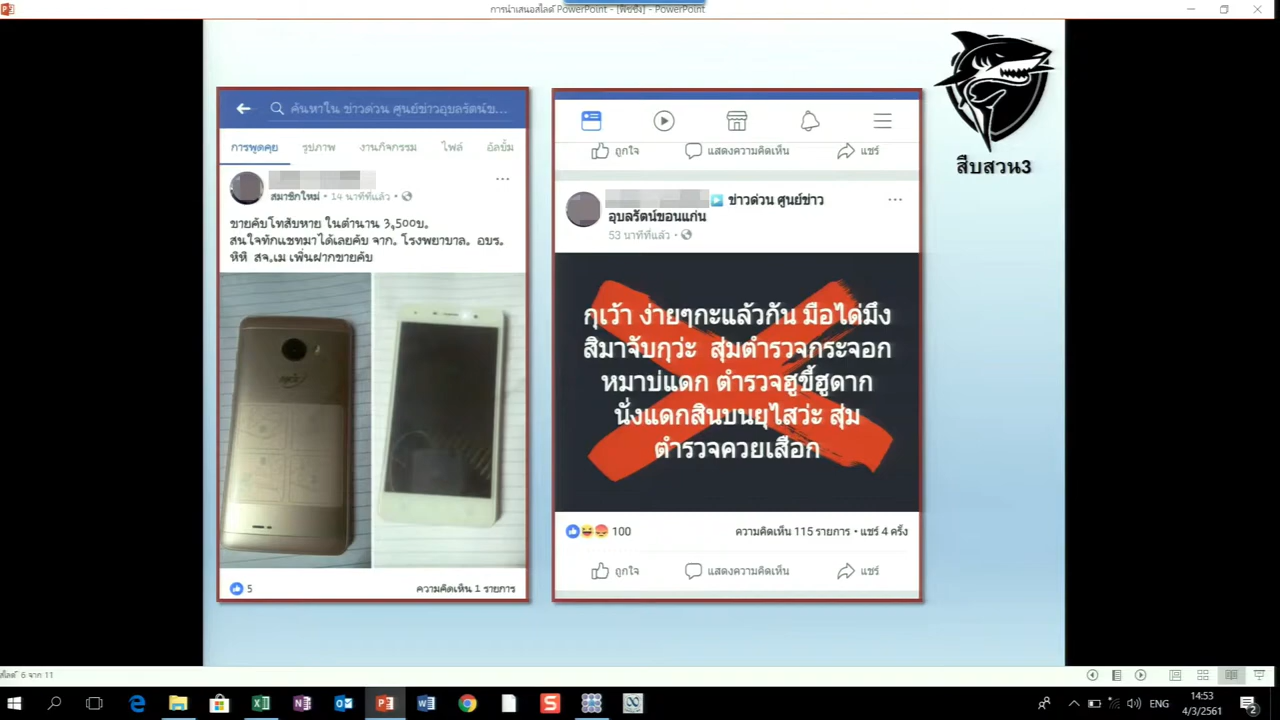 การนำเสนอสไลด์ PowerPoint - [ฟิชชิ่ง] - PowerPoint
สืบสวน3
ค้นหาใน ข่าวด่วน ศูนย์ข่าวอุบลรัตน์ข...
การพูดคุย รูปภาพ งานกิจกรรม ไฟล์ อัลบั้ม
สมาชิกใหม่ • 14 นาทีที่แล้ว •
ขายคับโทสับหาย ในตำนาน 3,500บ.
สนใจทักแชทมาได้เลยคับ จาก. โรงพยาบาล. อบร.
หิหิ สจ.เม เพิ่นฝากขายคับ
5 ความคิดเห็น 1 รายการ
ถูกใจ แสดงความคิดเห็น แชร์
ข่าวด่วน ศูนย์ข่าว
อุบลรัตน์ขอนแก่น
53 นาทีที่แล้ว •
กุเว้า ง่ายๆกะแล้วกัน มือได๋มึง
สิมาจับกุว่ะ สุ่มตำรวจกระจอก
หมาบ่แดก ตำรวจฮูขี้ฮูดาก
นั่งแดกสินบนยุไสว่ะ สุ่ม
ตำรวจควยเสือก
100 ความคิดเห็น 115 รายการ • แชร์ 4 ครั้ง
ถูกใจ แสดงความคิดเห็น แชร์
สไลด์ 6 จาก 11
ENG
14:53
4/3/2561
2